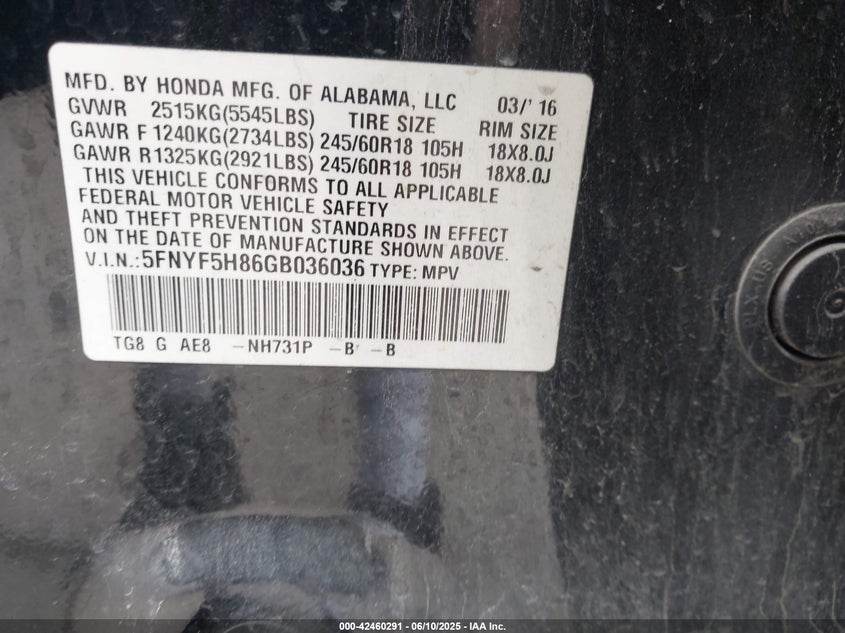 MFD. BY HONDA MFG. OF ALABAMA, LLC 03/' 16
GVWR 2515KG(5545LBS) TIRE SIZE RIM SIZE
GAWR F 1240KG(2734LBS) 245/60R18 105H 18X8.0J
GAWR R1325KG(2921LBS) 245/60R18 105H 18X8.0J
THIS VEHICLE CONFORMS TO ALL APPLICABLE
FEDERAL MOTOR VEHICLE SAFETY
AND THEFT PREVENTION STANDARDS IN EFFECT
ON THE DATE OF MANUFACTURE SHOWN ABOVE.
V.I.N.:5FNYF5H86GB036036 TYPE: MPV
TG8 G AE8 -NH731P -B -B
000-42460291 - 06/10/2025 - IAA Inc.